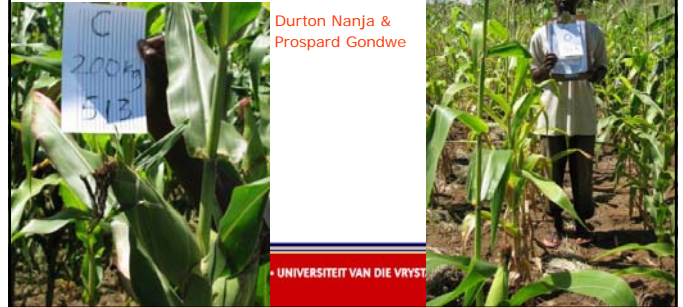 C
200kg
513
Durton Nanja &
Prospard Gondwe
• UNIVERSITEIT VAN DIE VRYST